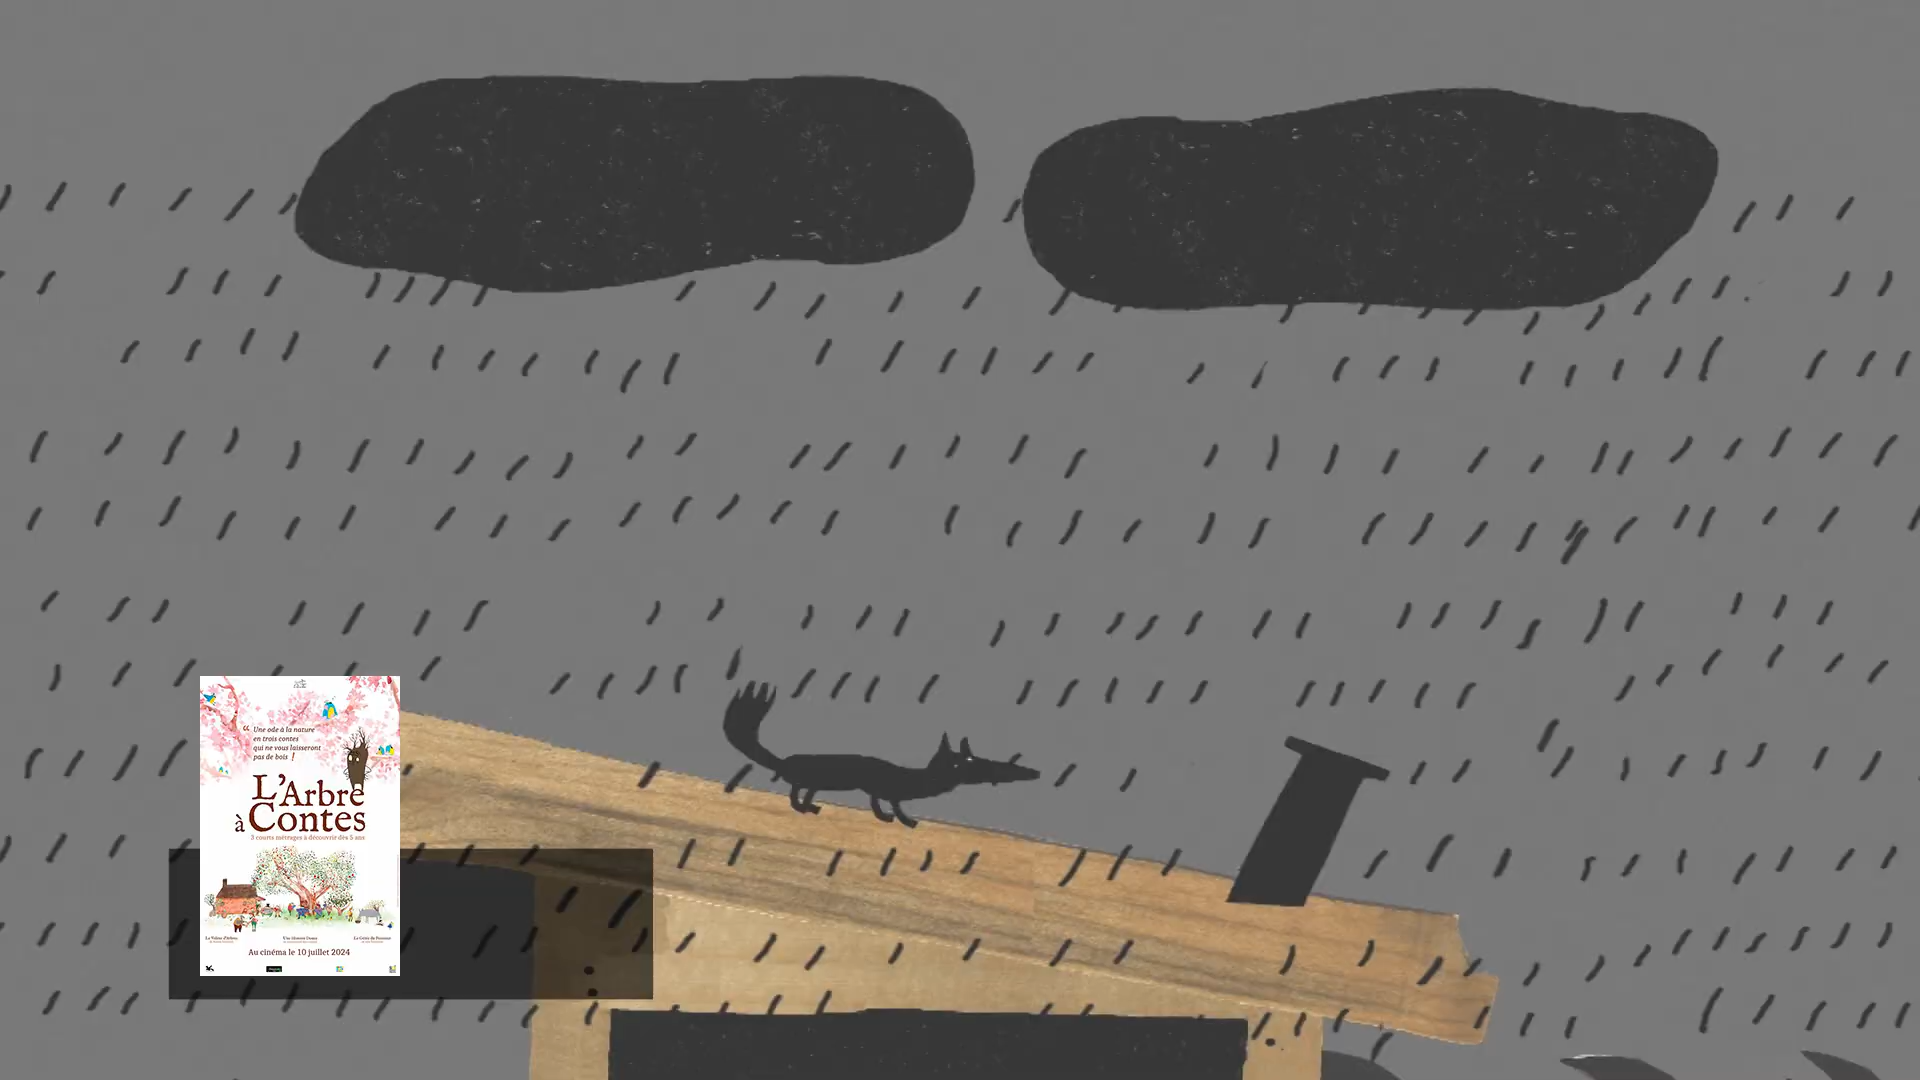 “ Une ode à la nature
en trois contes
qui ne vous laisseront
pas de bois !
L'Arbre
à Contes
3 courts métrages à découvrir dès 5 ans
Au cinéma le 10 juillet 2024